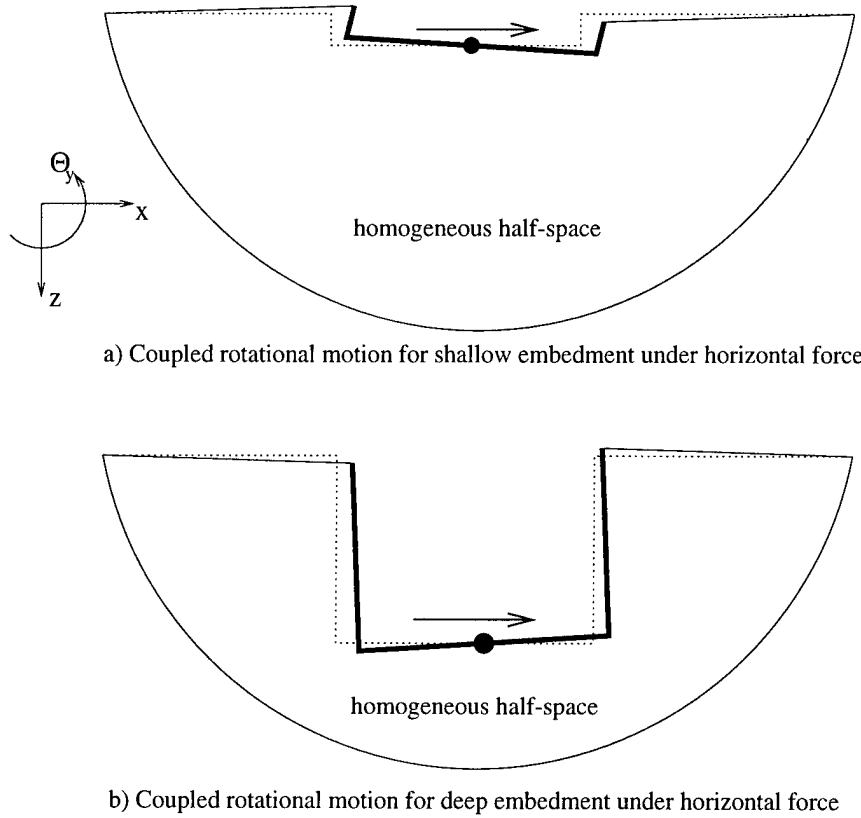 Θy
x
homogeneous half-space
z
a) Coupled rotational motion for shallow embedment under horizontal force
homogeneous half-space
b) Coupled rotational motion for deep embedment under horizontal force